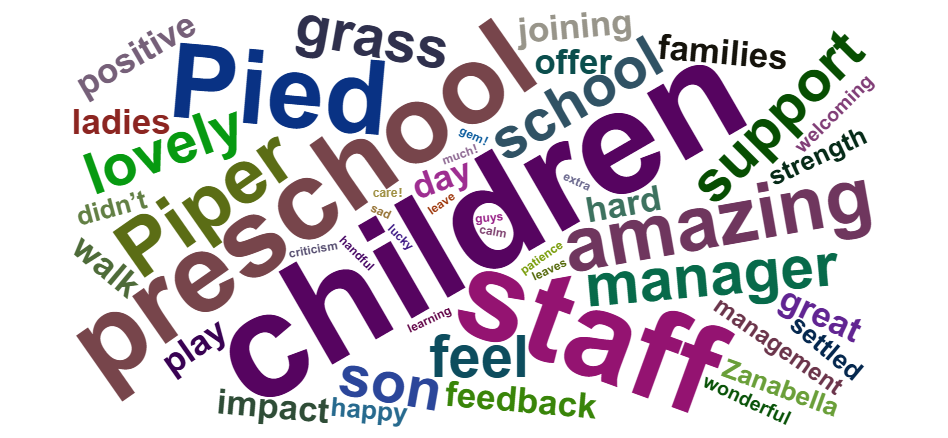 positive
grass
joining
families
offer
Pied
ladies
lovely
preschool
school
support
welcoming
strength
gem!
much!
day
care!
extra
didn't
Piper
sad
leave
children
guys
calm
hard
amazing
walk
criticism
handful
lucky
patience
leaves
manager
staff
learning
play
feel
great
settled
management
son
feedback
Zanabella
wonderful
impact
happy